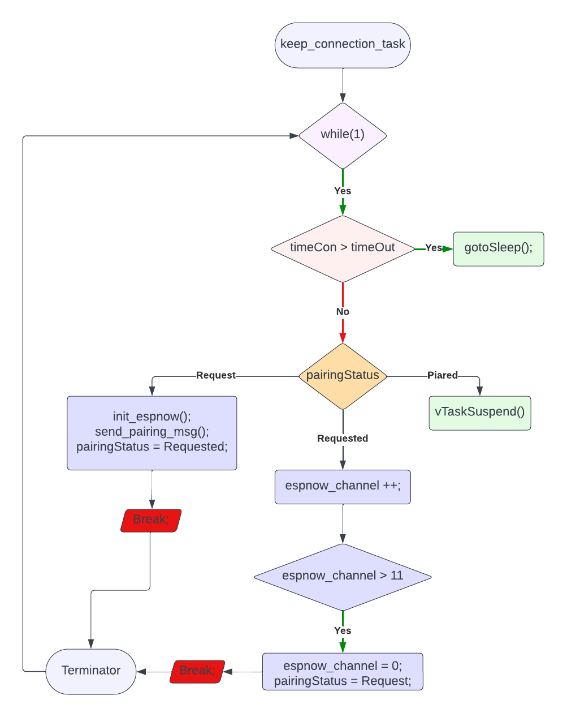 keep_connection_task
while(1)
Yes
timeCon > timeOut
Yes
gotoSleep();
No
pairingStatus
Request
Piared
init_espnow();
send_pairing_msg();
pairingStatus = Requested;
vTaskSuspend()
Requested
espnow_channel ++;
Break;
espnow_channel > 11
Yes
Terminator
Break;
espnow_channel = 0;
pairingStatus = Request;